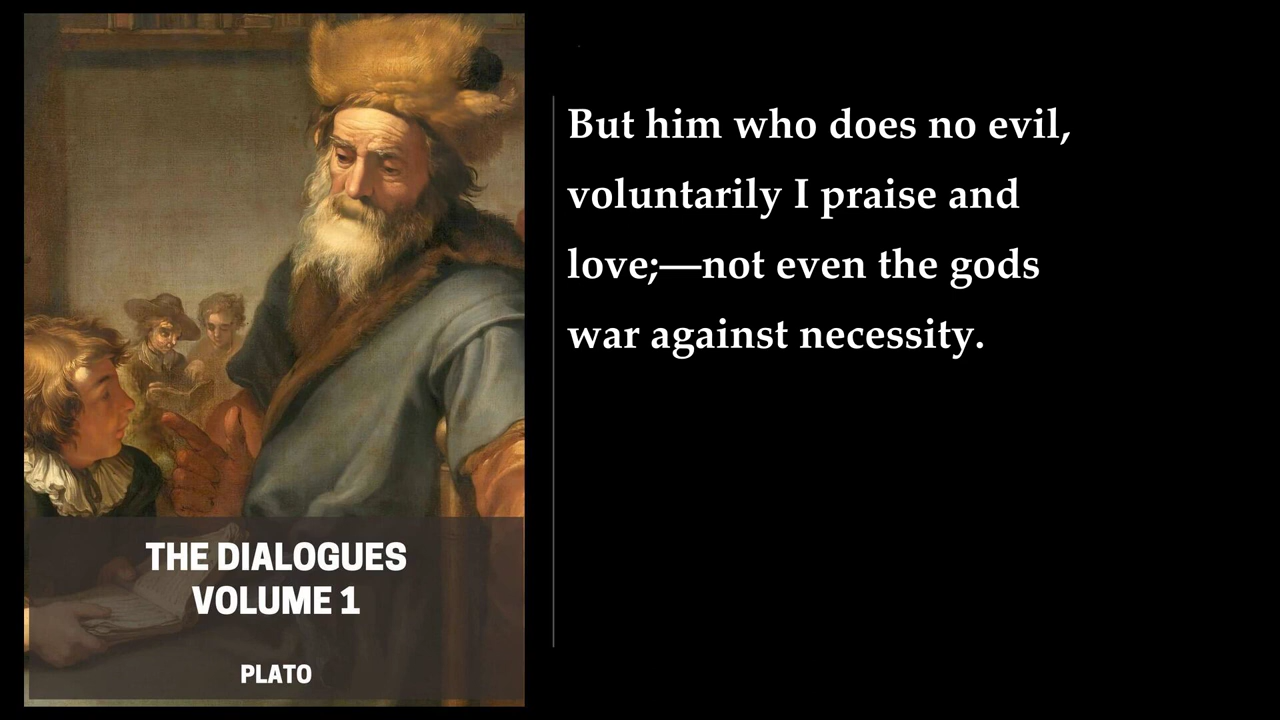 But him who does no evil,
voluntarily I praise and
love;—not even the gods
war against necessity.
THE DIALOGUES
VOLUME 1
PLATO